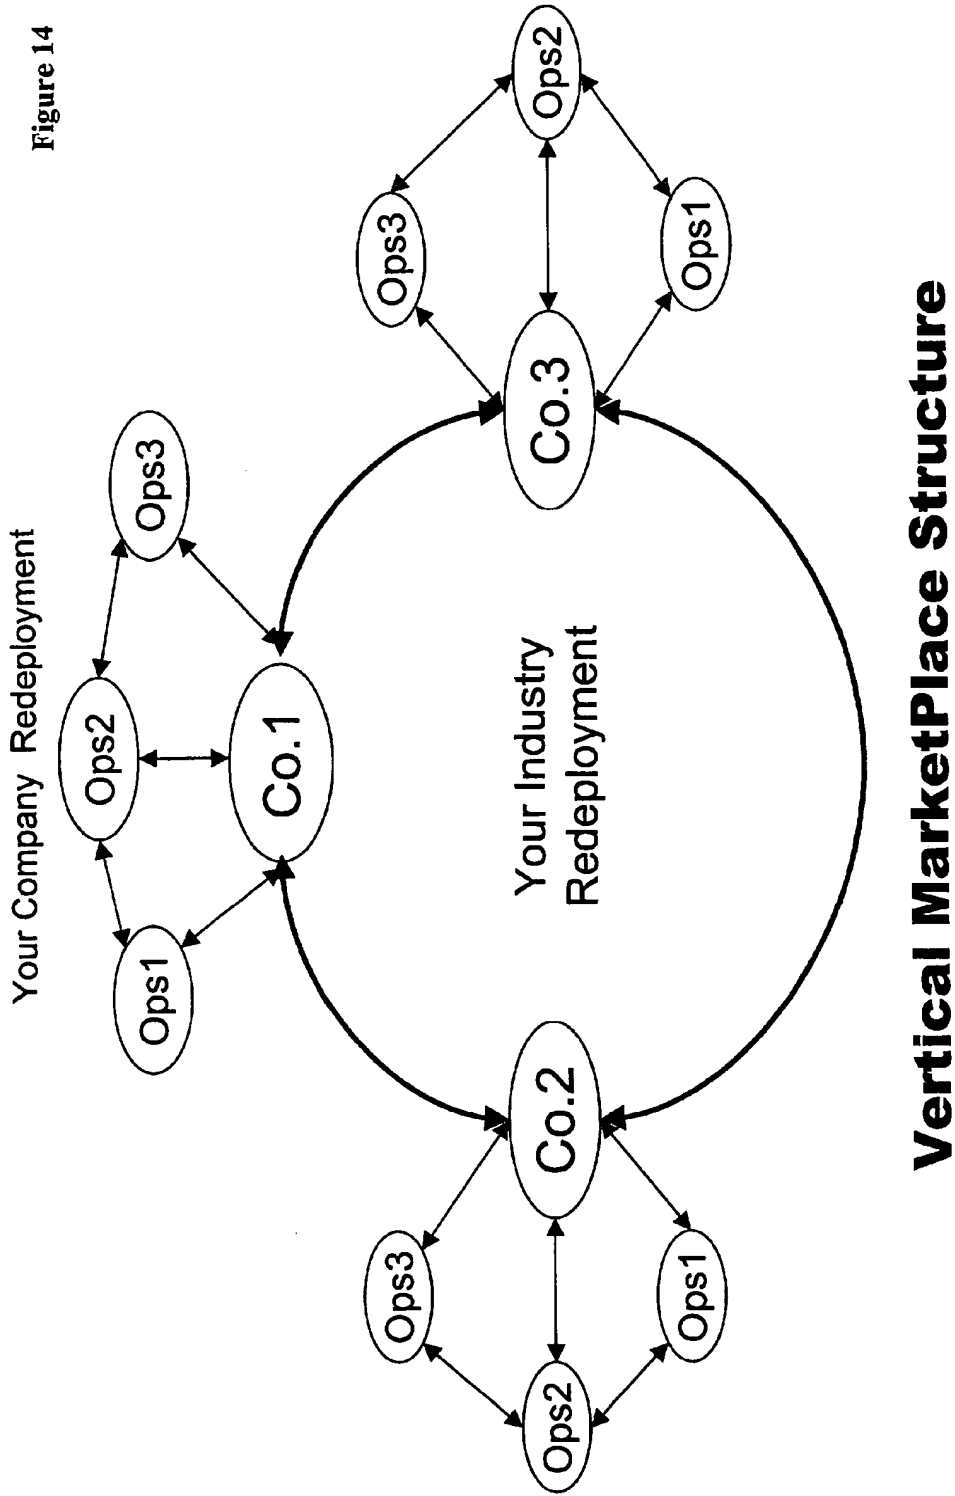 Figure 14
Your Company Redeployment
Ops2
Ops1
Ops3
Co.1
Ops3
Ops3
Your Industry
Redeployment
Ops2
Co.2
Co.3
Ops2
Ops1
Ops1
Vertical MarketPlace Structure